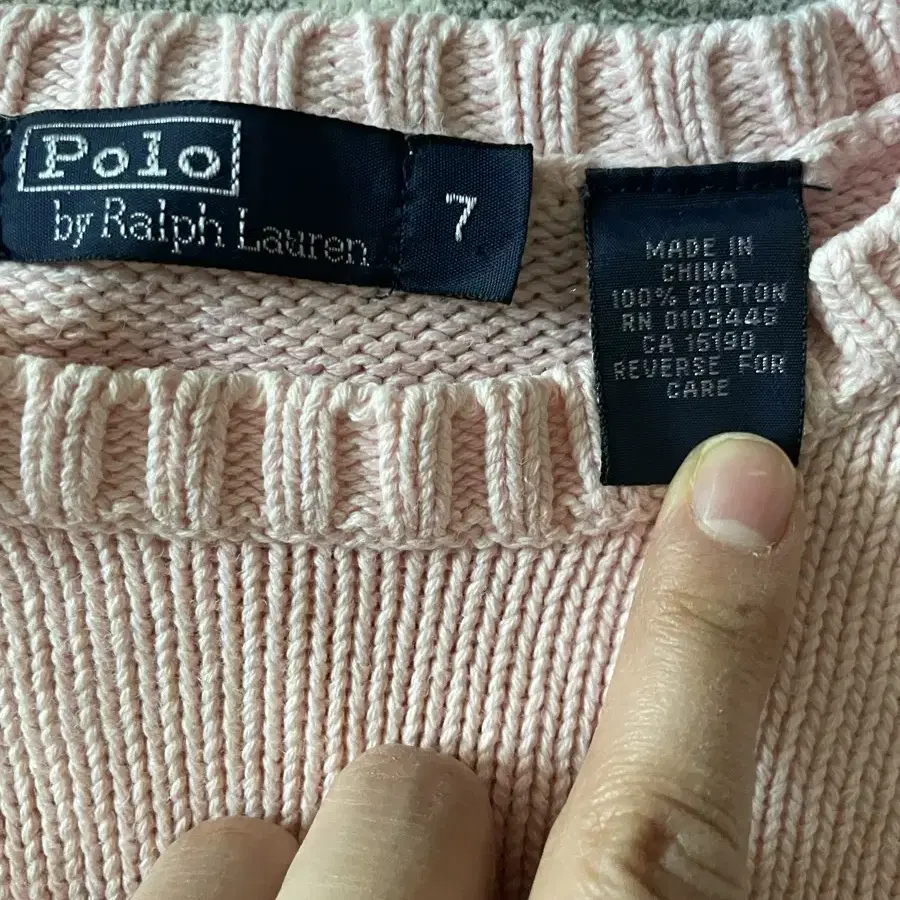 Polo
by Ralph Lauren
7
MADE IN
CHINA
100% COTTON
RN 0103445
CA 15190
REVERSE FOR
CARE